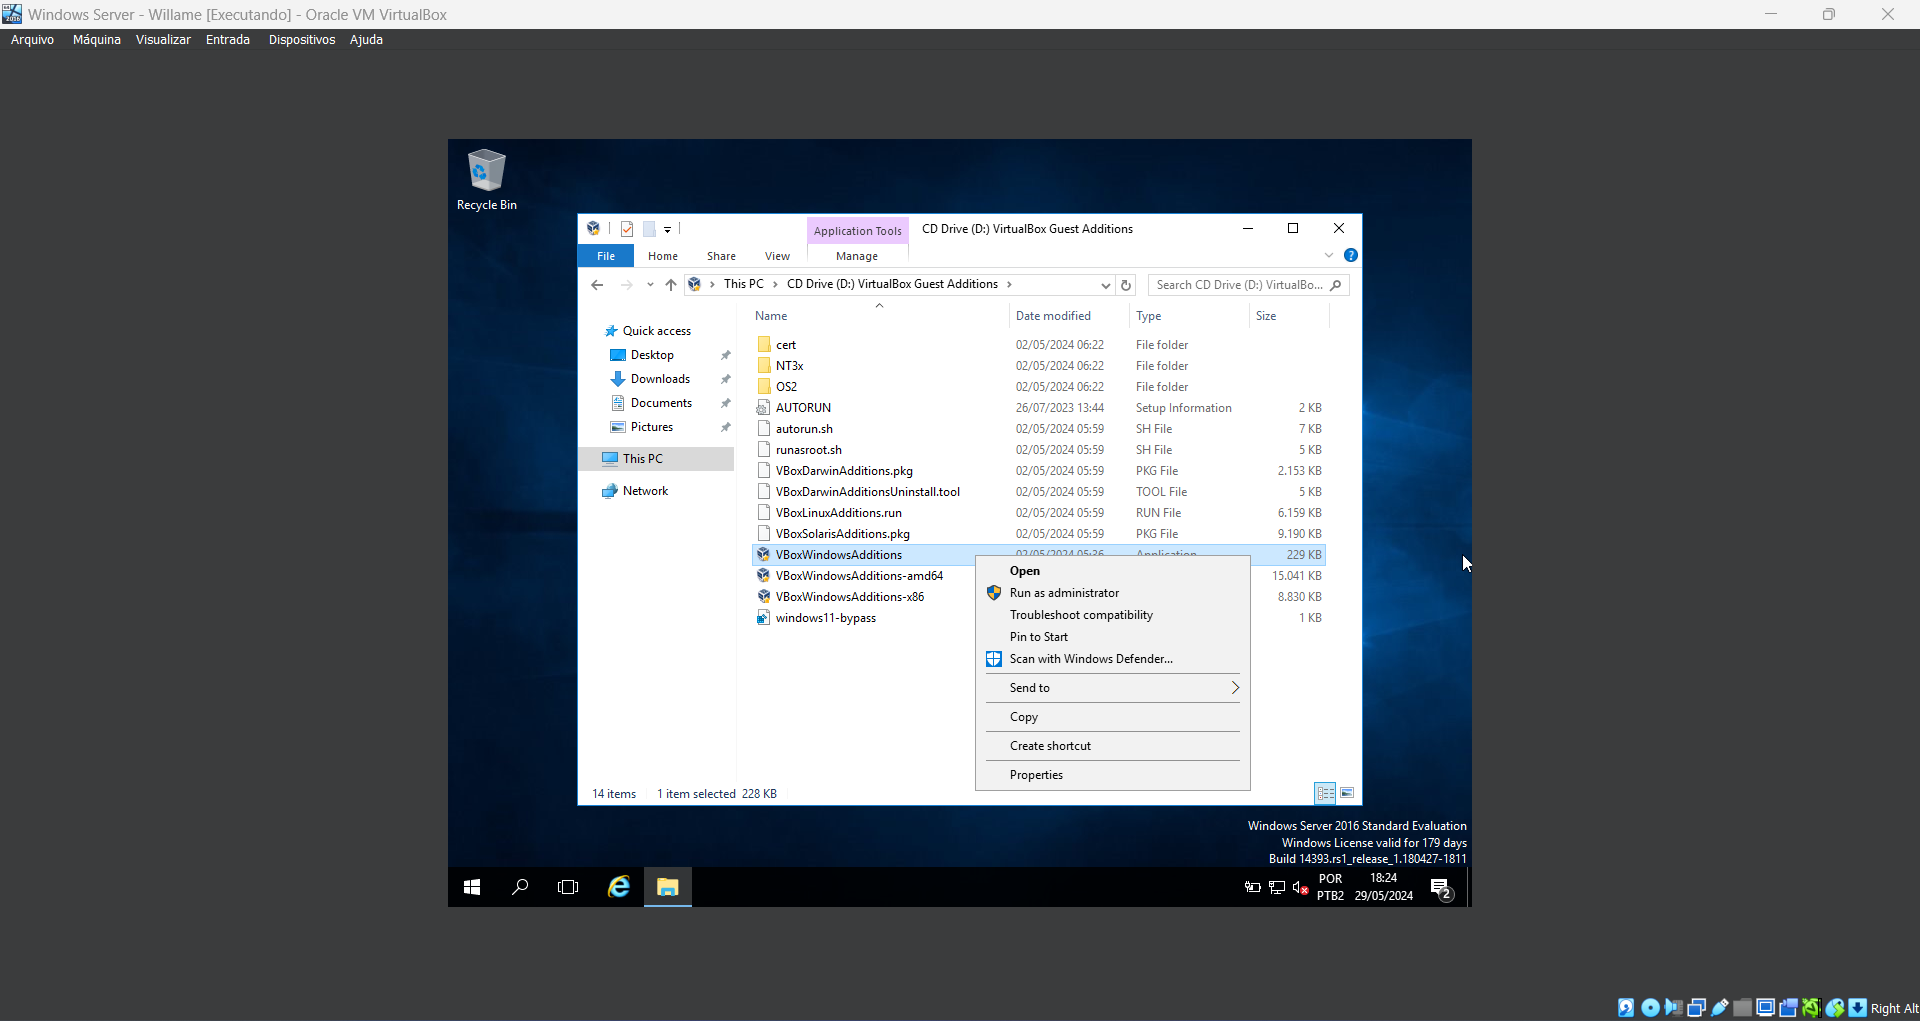 Windows Server - Willame [Executando] - Oracle VM VirtualBox
Arquivo Máquina Visualizar Entrada Dispositivos Ajuda
Recycle Bin
Application Tools CD Drive (D:) VirtualBox Guest Additions
File Home Share View Manage
This PC CD Drive (D:) VirtualBox Guest Additions Search CD Drive (D:) VirtualBo...
Name Date modified Type Size
Quick access
Desktop
Downloads
Documents
Pictures
This PC
Network
cert 02/05/2024 06:22 File folder
NT3x 02/05/2024 06:22 File folder
OS2 02/05/2024 06:22 File folder
AUTORUN 26/07/2023 13:44 Setup Information 2 KB
autorun.sh 02/05/2024 05:59 SH File 7 KB
runasroot.sh 02/05/2024 05:59 SH File 5 KB
VBoxDarwinAdditions.pkg 02/05/2024 05:59 PKG File 2.153 KB
VBoxDarwinAdditionsUninstall.tool 02/05/2024 05:59 TOOL File 5 KB
VBoxLinuxAdditions.run 02/05/2024 05:59 RUN File 6.159 KB
VBoxSolarisAdditions.pkg 02/05/2024 05:59 PKG File 9.190 KB
VBoxWindowsAdditions 02/05/2024 05:36 Application 229 KB
VBoxWindowsAdditions-amd64 15.041 KB
VBoxWindowsAdditions-x86 8.830 KB
windows11-bypass 1 KB
Open
Run as administrator
Troubleshoot compatibility
Pin to Start
Scan with Windows Defender...
Send to
Copy
Create shortcut
Properties
14 items 1 item selected 228 KB
Windows Server 2016 Standard Evaluation
Windows License valid for 179 days
Build 14393.rs1_release_1.180427-1811
POR 18:24
PTB2 29/05/2024 2
Right Alt